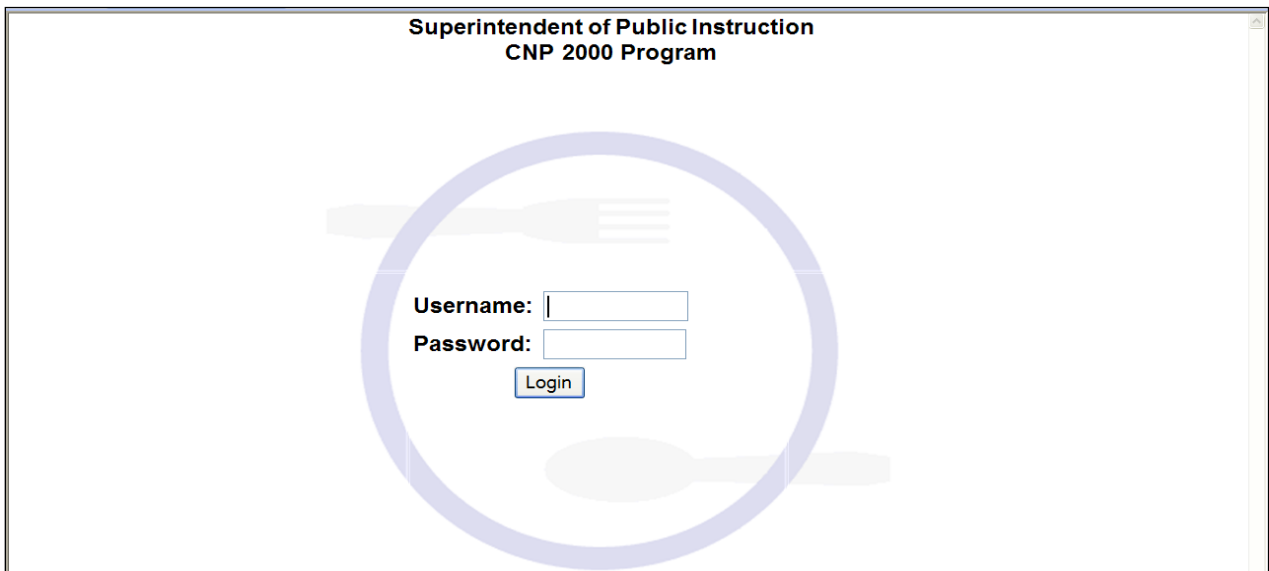 Superintendent of Public Instruction
CNP 2000 Program
Username:
Password:
Login